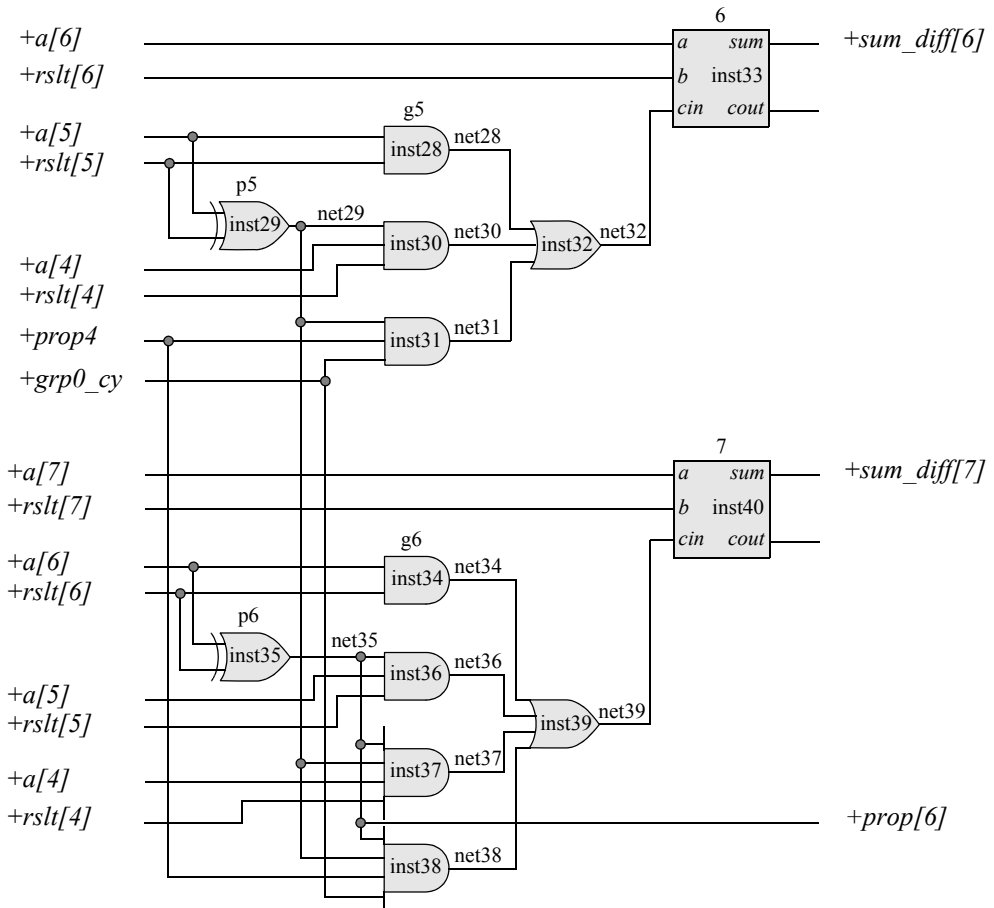 6
+a[6]
a sum
+sum_diff[6]
+rslt[6]
b inst33
cin cout
g5
+a[5]
inst28
net28
+rslt[5]
p5
inst29
net29
inst30
net30
inst32
net32
+a[4]
+rslt[4]
+prop4
inst31
net31
+grp0_cy
7
+a[7]
a sum
+sum_diff[7]
+rslt[7]
b inst40
cin cout
g6
+a[6]
inst34
net34
+rslt[6]
p6
inst35
net35
inst36
net36
+a[5]
+rslt[5]
inst39
net39
inst37
net37
+a[4]
+rslt[4]
+prop[6]
inst38
net38